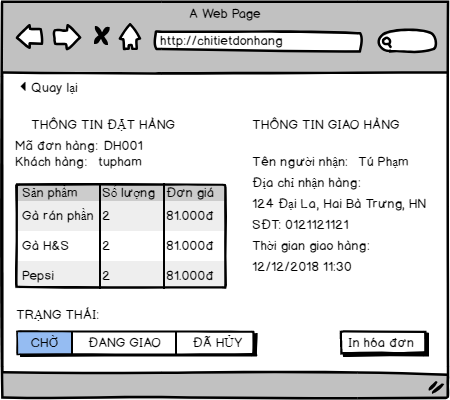 A Web Page
http://chitietdonhang
Quay lại
THÔNG TIN ĐẶT HÀNG
Mã đơn hàng: DH001
Khách hàng: tupham
Sản phẩm Số lượng Đơn giá
Gà rán phần 2 81.000đ
Gà H&S 2 81.000đ
Pepsi 2 81.000đ
THÔNG TIN GIAO HÀNG
Tên người nhận: Tú Phạm
Địa chỉ nhận hàng:
124 Đại La, Hai Bà Trưng, HN
SĐT: 0121121121
Thời gian giao hàng:
12/12/2018 11:30
TRẠNG THÁI:
CHỜ ĐANG GIAO ĐÃ HỦY
In hóa đơn